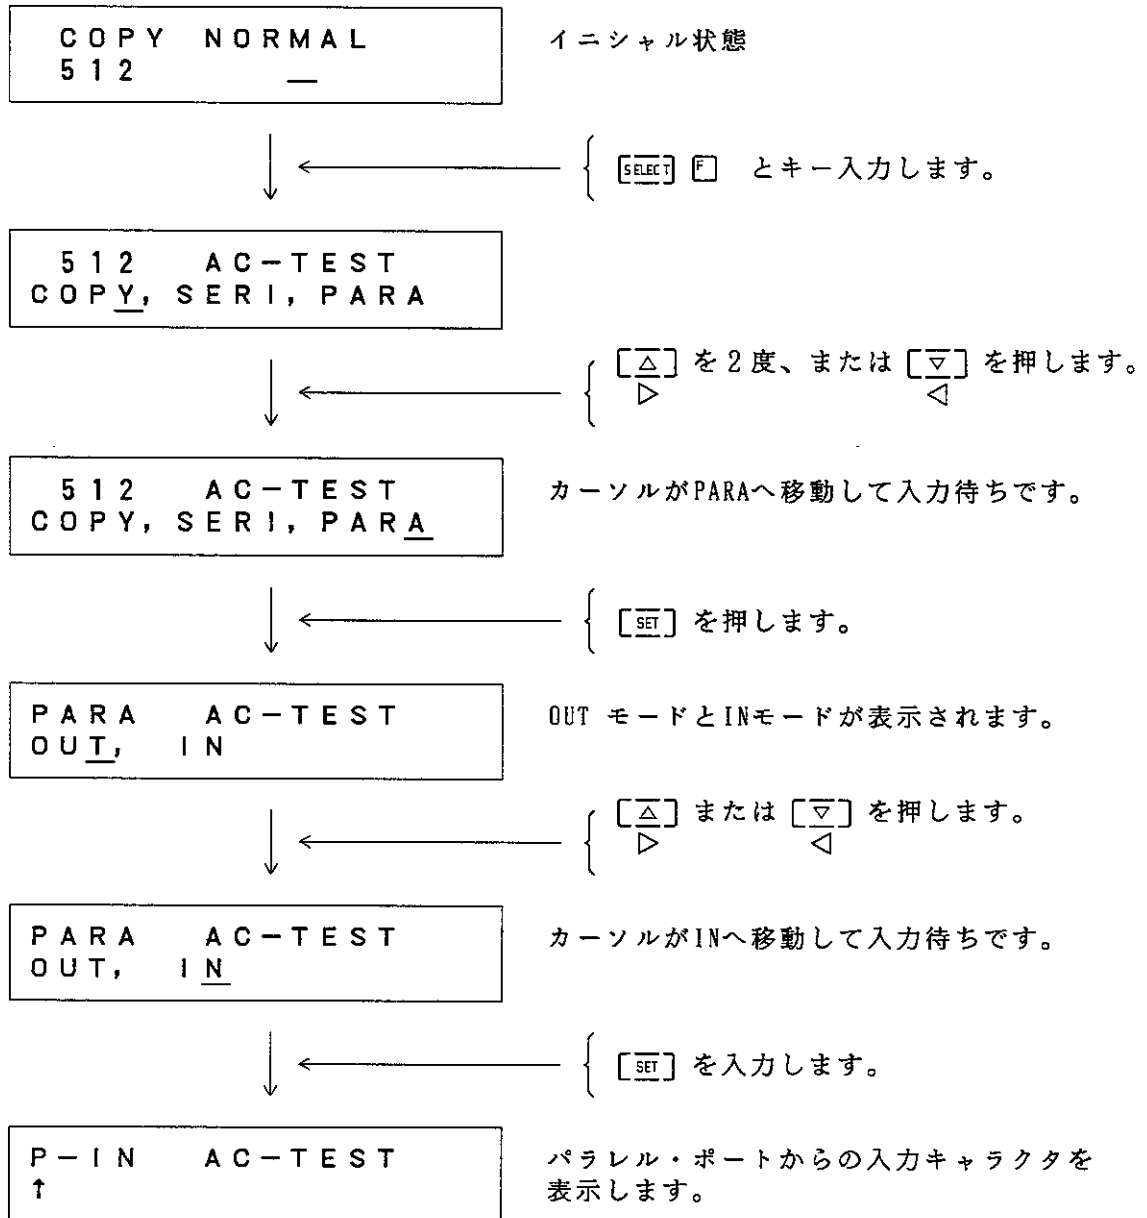 COPY NORMAL
512 _
イニシャル状態
SELECT F とキー入力します。
512 AC-TEST
COPY, SERI, PARA
△ を2度、または ▽ を押します。
▷ ◁
512 AC-TEST
COPY, SERI, PARA
カーソルがPARAへ移動して入力待ちです。
SET を押します。
PARA AC-TEST
OUT, IN
OUT モードとINモードが表示されます。
△ または ▽ を押します。
▷ ◁
PARA AC-TEST
OUT, IN
カーソルがINへ移動して入力待ちです。
SET を入力します。
P-IN AC-TEST
↑
パラレル・ポートからの入力キャラクタを
表示します。